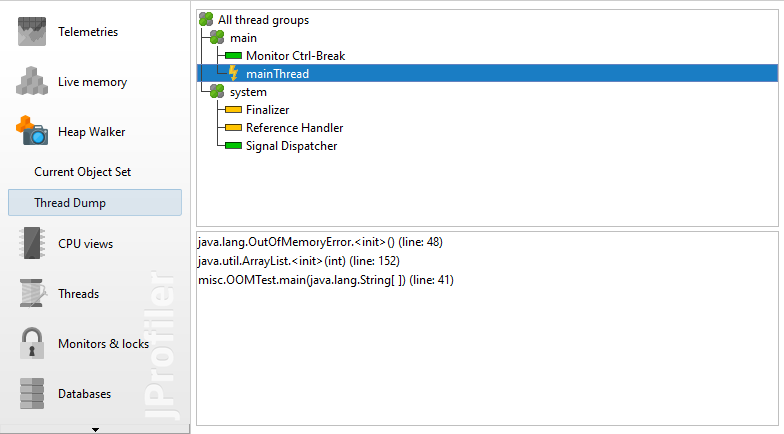 Telemetries
Live memory
Heap Walker
Current Object Set
Thread Dump
CPU views
Threads
Monitors & locks
Databases
JProfiler
All thread groups
main
Monitor Ctrl-Break
mainThread
system
Finalizer
Reference Handler
Signal Dispatcher
java.lang.OutOfMemoryError.<init>() (line: 48)
java.util.ArrayList.<init>(int) (line: 152)
misc.OOMTest.main(java.lang.String[ ]) (line: 41)